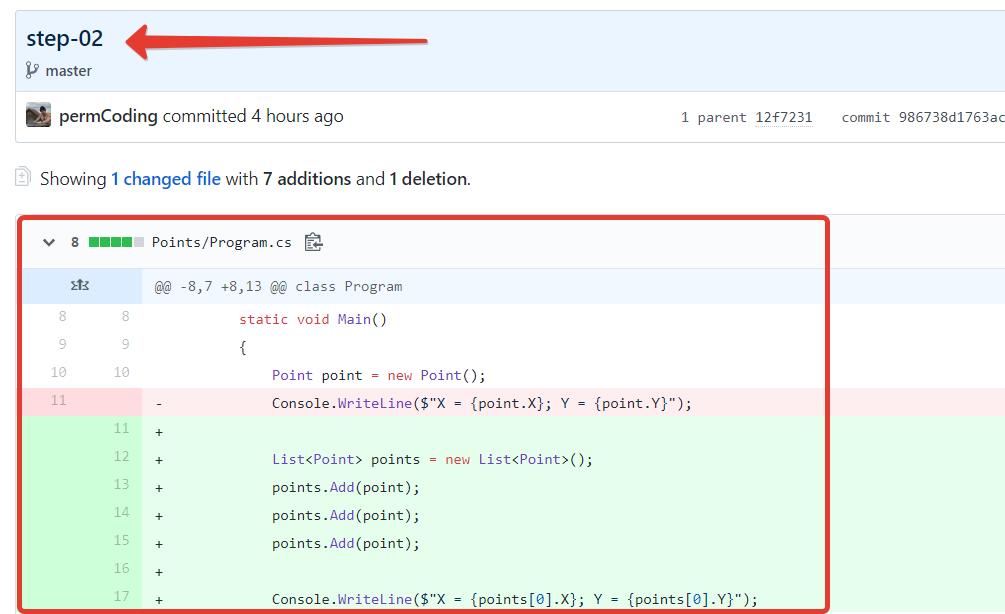 step-02
master
permCoding committed 4 hours ago 1 parent 12f7231 commit 986738d1763ac
Showing 1 changed file with 7 additions and 1 deletion.
8 Points/Program.cs
@@ -8,7 +8,13 @@ class Program
8 8 static void Main()
9 9 {
10 10 Point point = new Point();
11 - Console.WriteLine($"X = {point.X}; Y = {point.Y}");
11 +
12 + List<Point> points = new List<Point>();
13 + points.Add(point);
14 + points.Add(point);
15 + points.Add(point);
16 +
17 + Console.WriteLine($"X = {points[0].X}; Y = {points[0].Y}");